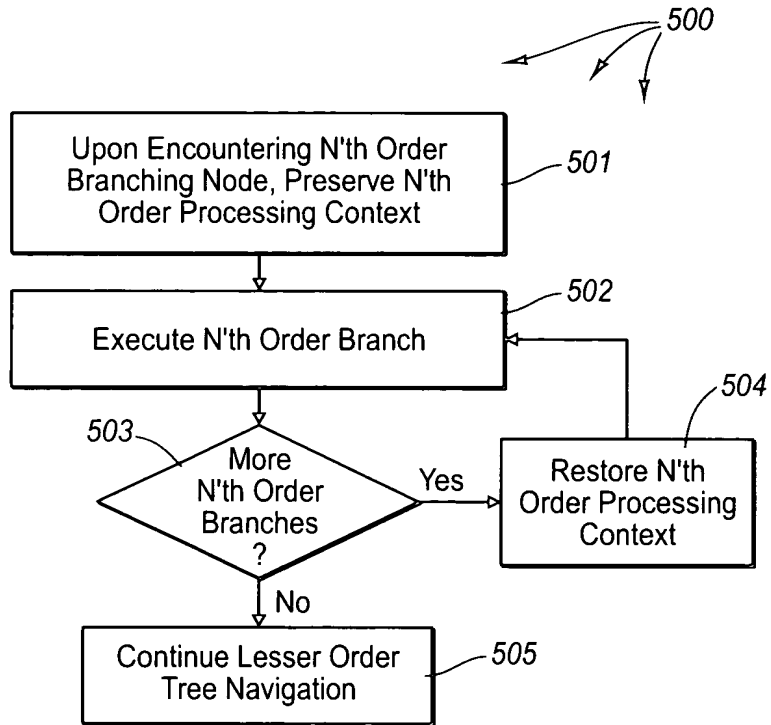 500
Upon Encountering N'th Order
Branching Node, Preserve N'th
Order Processing Context
501
502
Execute N'th Order Branch
503
More
N'th Order
Branches
?
Yes
504
Restore N'th
Order Processing
Context
No
Continue Lesser Order
Tree Navigation
505